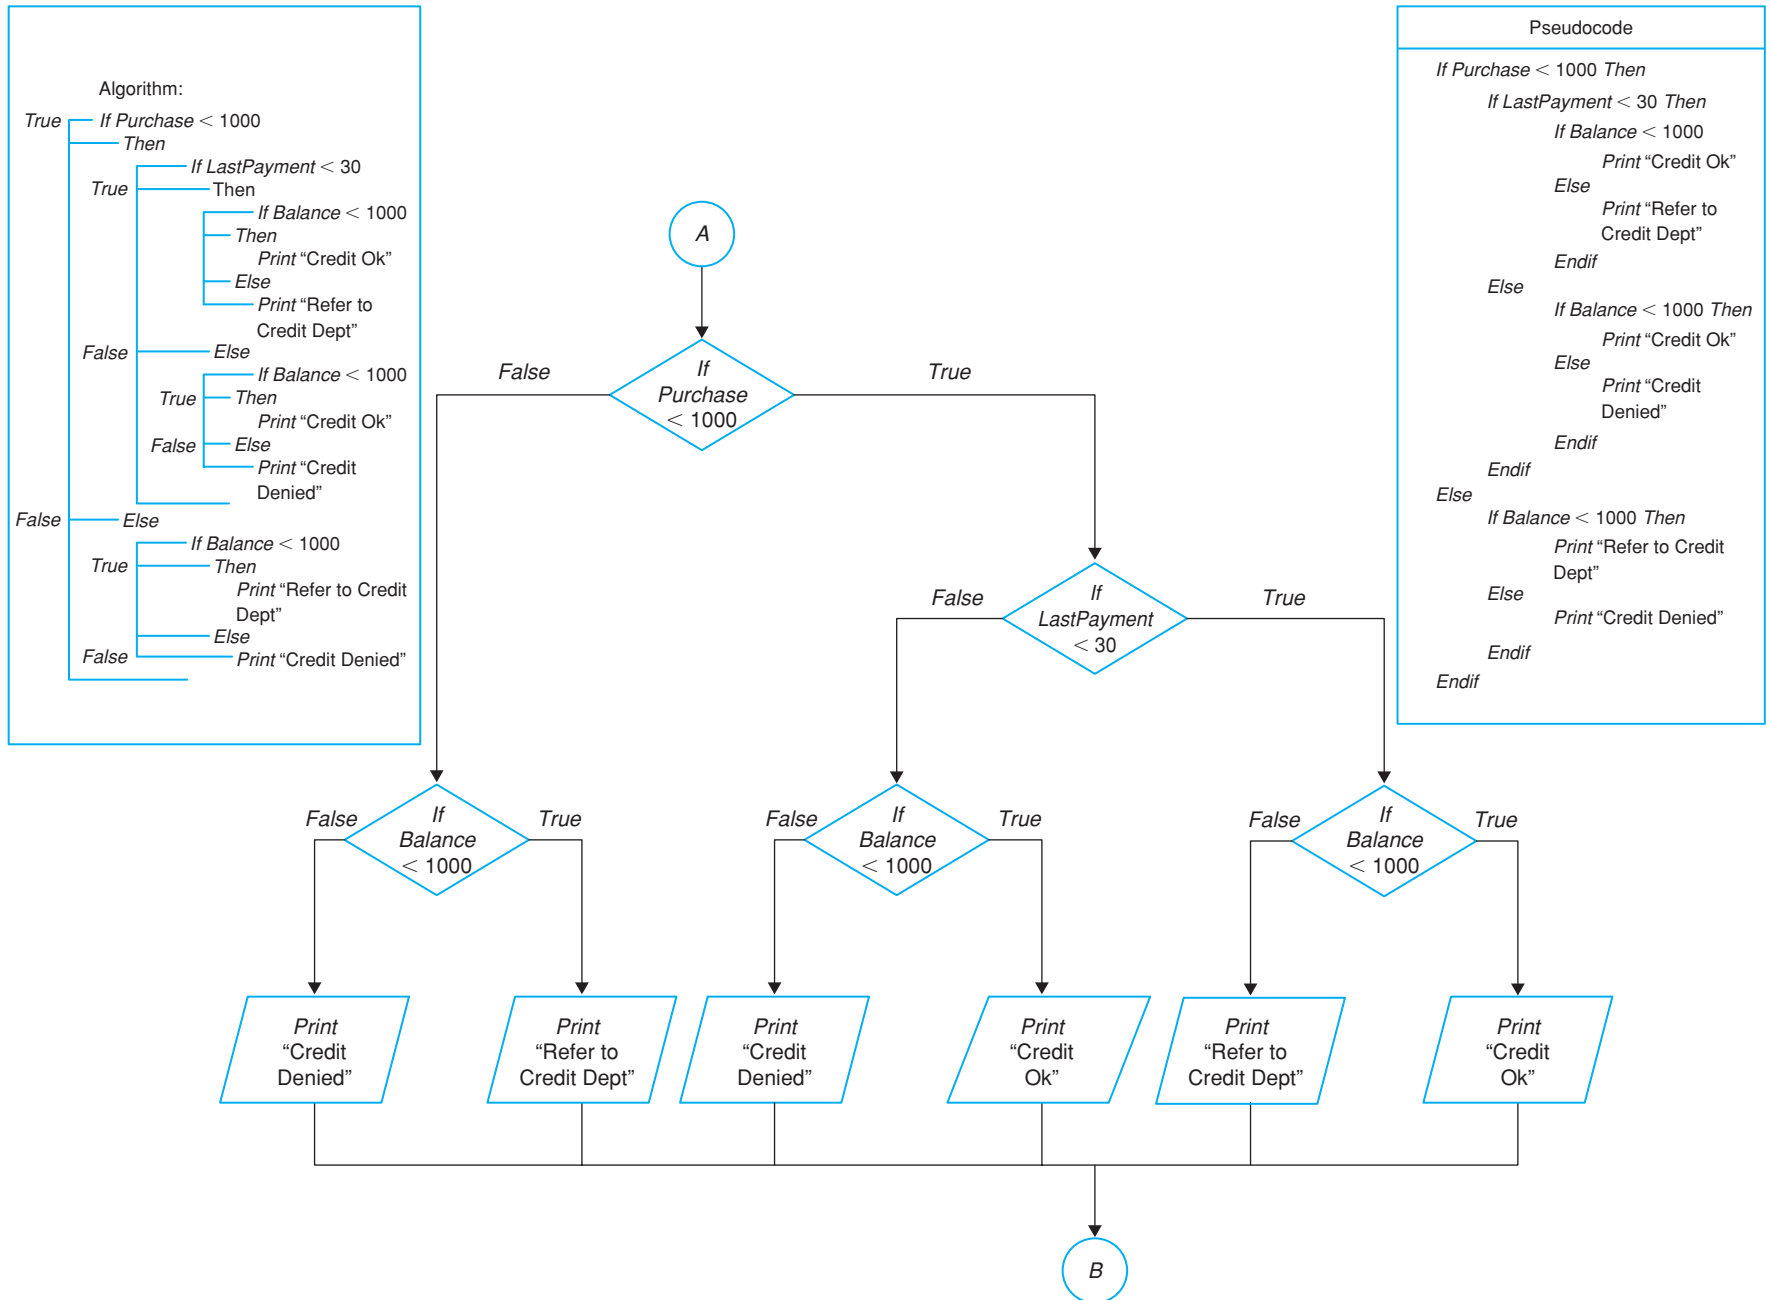 Algorithm:
True If Purchase < 1000
Then
If LastPayment < 30
True Then
If Balance < 1000
Then
Print “Credit Ok”
Else
Print “Refer to
Credit Dept”
False Else
If Balance < 1000
True Then
Print “Credit Ok”
False Else
Print “Credit
Denied”
False Else
If Balance < 1000
True Then
Print “Refer to Credit
Dept”
Else
False Print “Credit Denied”
Pseudocode
If Purchase < 1000 Then
If LastPayment < 30 Then
If Balance < 1000
Print “Credit Ok”
Else
Print “Refer to
Credit Dept”
Endif
Else
If Balance < 1000 Then
Print “Credit Ok”
Else
Print “Credit
Denied”
Endif
Endif
Else
If Balance < 1000 Then
Print “Refer to Credit
Dept”
Else
Print “Credit Denied”
Endif
Endif
A
False
If
Purchase
< 1000
True
False
If
LastPayment
< 30
True
False
If
Balance
< 1000
True
False
If
Balance
< 1000
True
False
If
Balance
< 1000
True
Print
“Credit
Denied”
Print
“Refer to
Credit Dept”
Print
“Credit
Denied”
Print
“Credit
Ok”
Print
“Refer to
Credit Dept”
Print
“Credit
Ok”
B